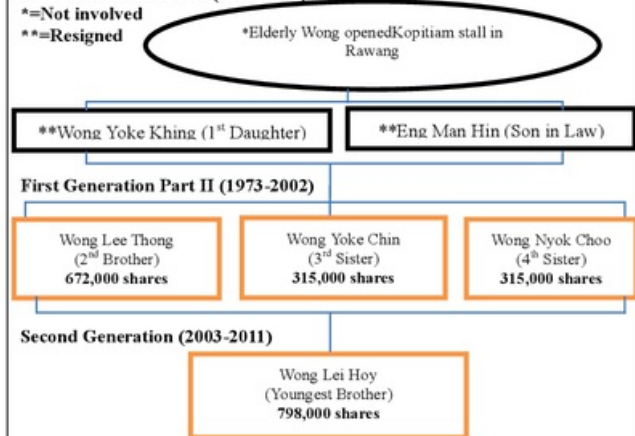 *=Not involved
**=Resigned
*Elderly Wong openedKopitiam stall in
Rawang
**Wong Yoke Khing (1st Daughter)
**Eng Man Hin (Son in Law)
First Generation Part II (1973-2002)
Wong Lee Thong
(2nd Brother)
672,000 shares
Wong Yoke Chin
(3rd Sister)
315,000 shares
Wong Nyok Choo
(4th Sister)
315,000 shares
Second Generation (2003-2011)
Wong Lei Hoy
(Youngest Brother)
798,000 shares